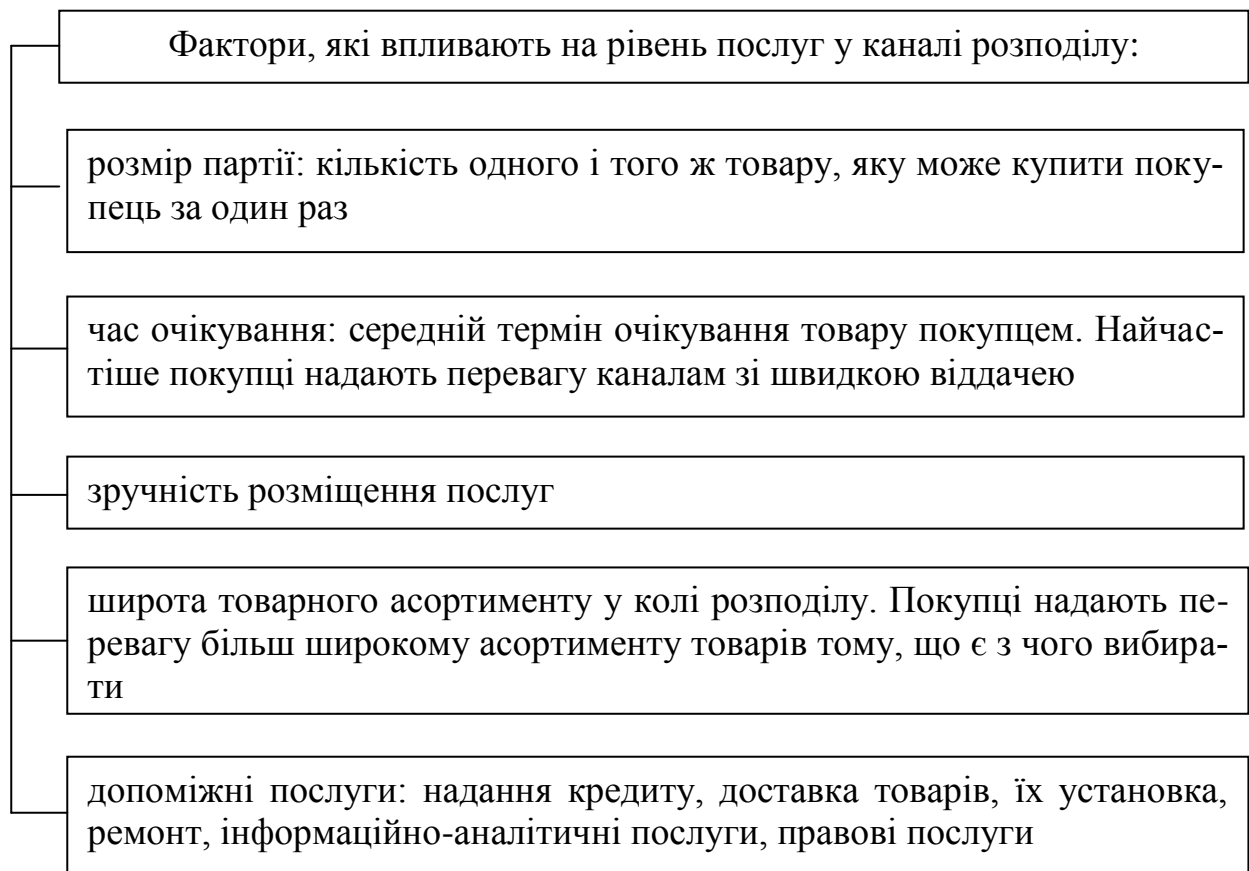 Фактори, які впливають на рівень послуг у каналі розподілу:
розмір партії: кількість одного і того ж товару, яку може купити поку-
пець за один раз
час очікування: середній термін очікування товару покупцем. Найчас-
тіше покупці надають перевагу каналам зі швидкою віддачею
зручність розміщення послуг
широта товарного асортименту у колі розподілу. Покупці надають пе-
ревагу більш широкому асортименту товарів тому, що є з чого вибира-
ти
допоміжні послуги: надання кредиту, доставка товарів, їх установка,
ремонт, інформаційно-аналітичні послуги, правові послуги